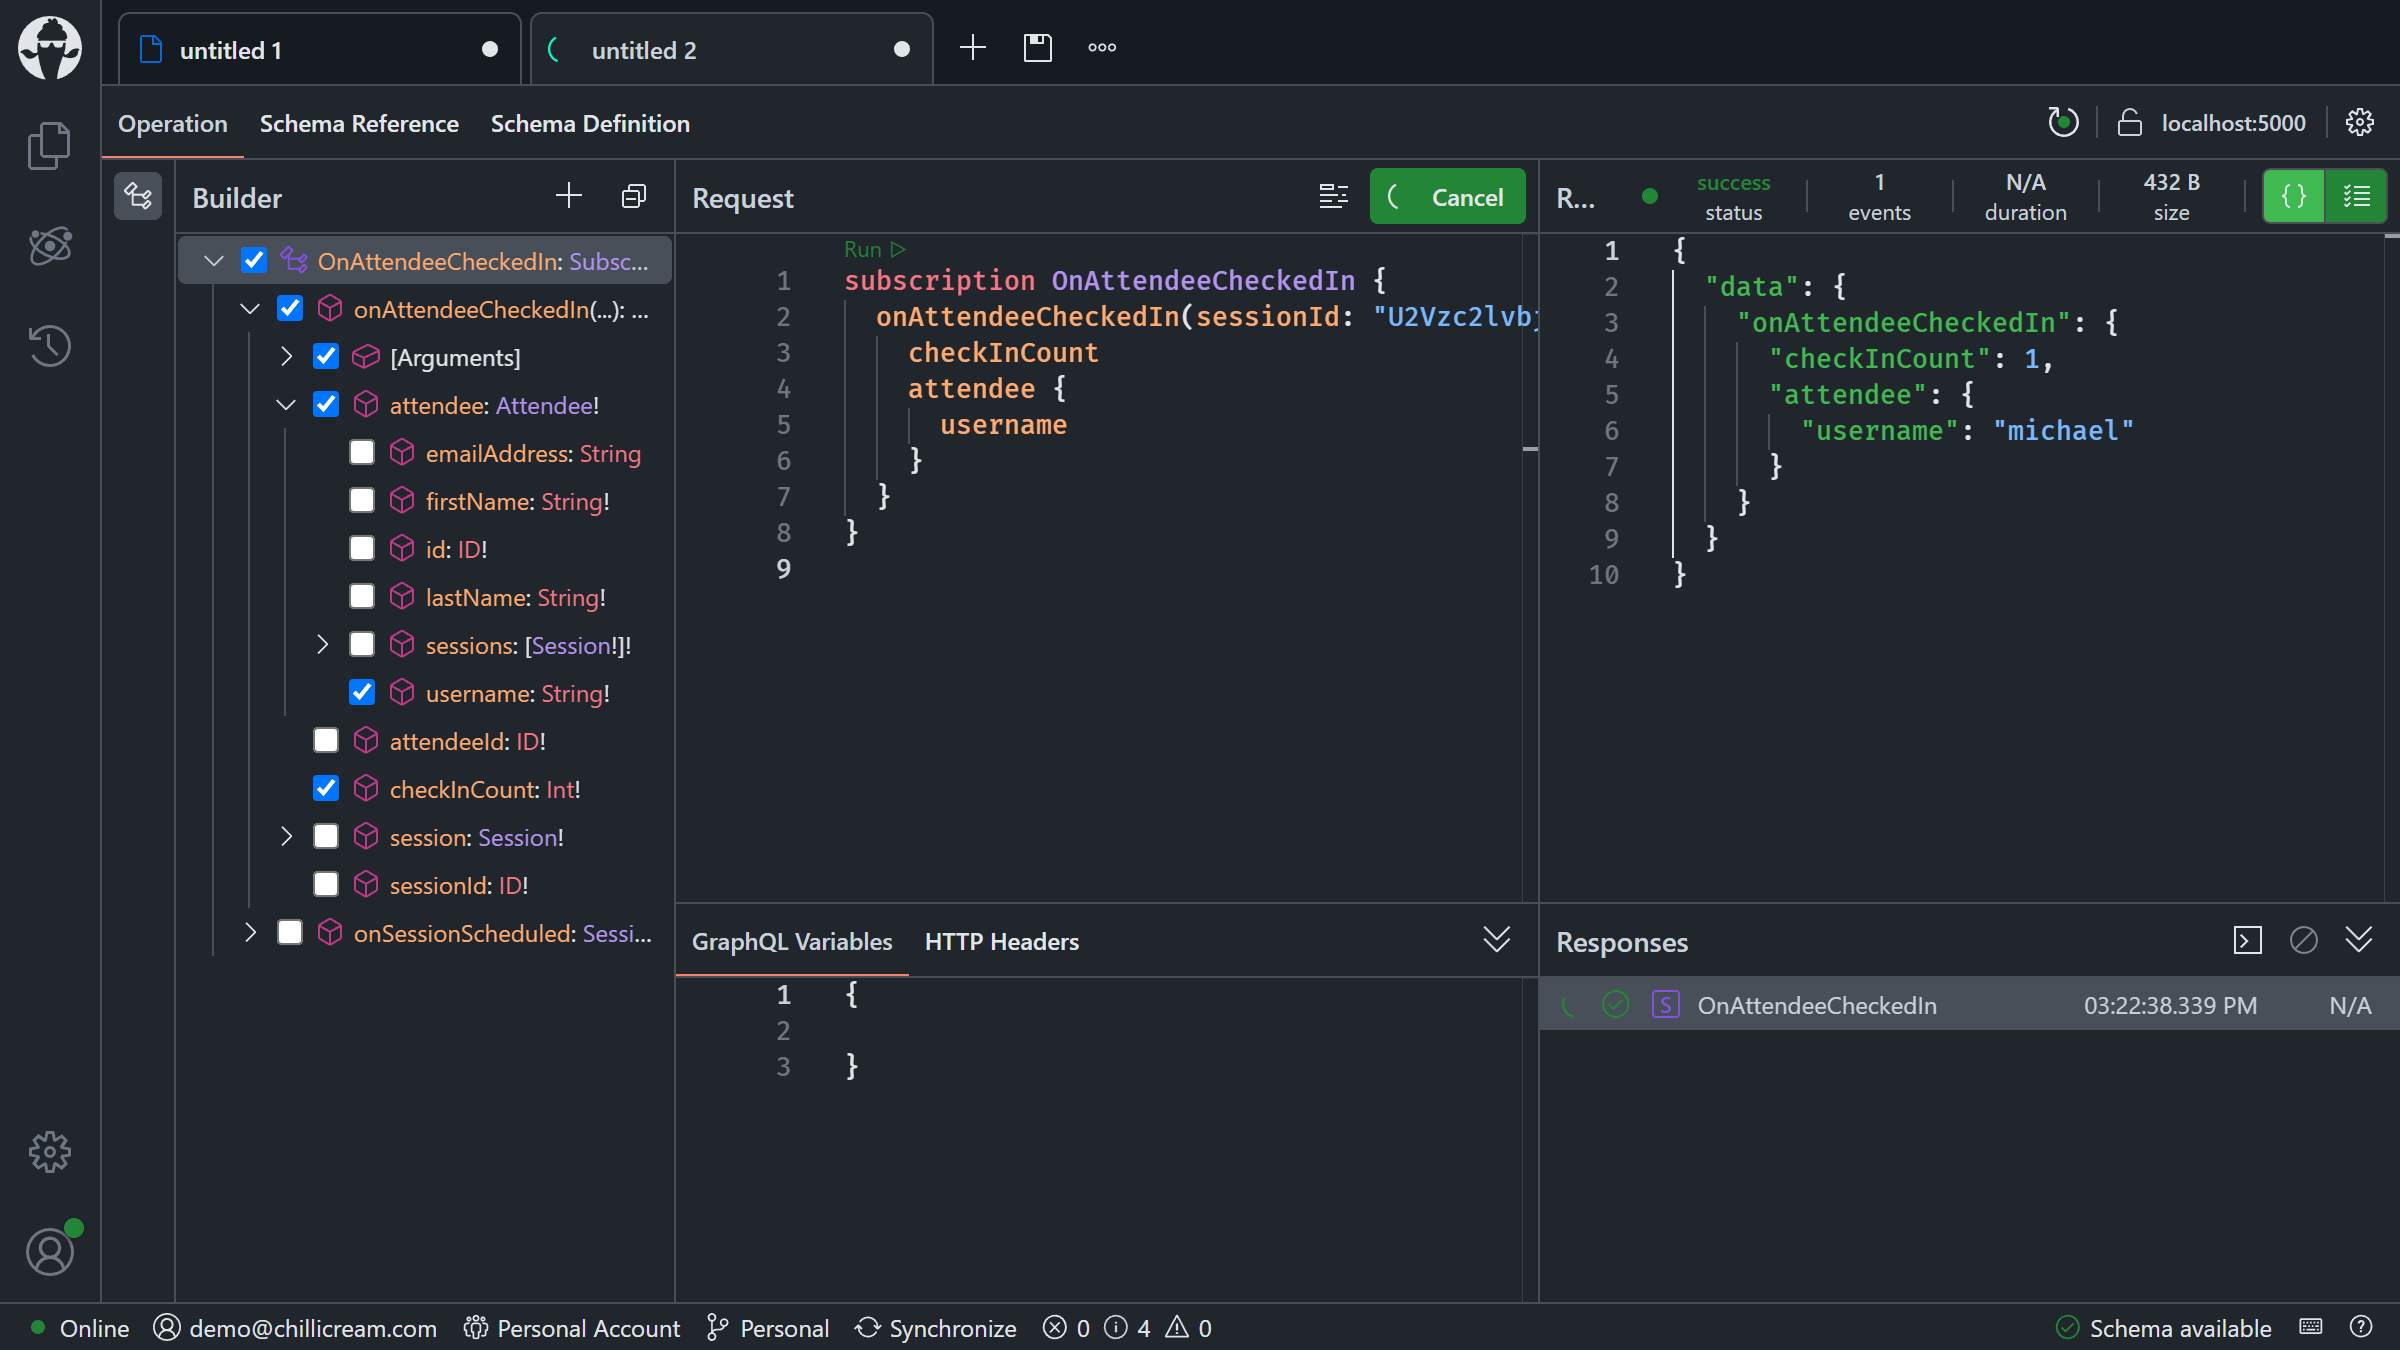 untitled 1
untitled 2
Operation
Schema Reference
Schema Definition
localhost:5000
Builder
OnAttendeeCheckedIn: Subsc...
onAttendeeCheckedIn(...): ...
[Arguments]
attendee: Attendee!
emailAddress: String
firstName: String!
id: ID!
lastName: String!
sessions: [Session!]!
username: String!
attendeeId: ID!
checkInCount: Int!
session: Session!
sessionId: ID!
onSessionScheduled: Sessi...
Request
Cancel
Run
1 subscription OnAttendeeCheckedIn {
2 onAttendeeCheckedIn(sessionId: "U2Vzc2lvbj
3 checkInCount
4 attendee {
5 username
6 }
7 }
8 }
9
GraphQL Variables
HTTP Headers
1 {
2
3 }
R...
success
status
1
events
N/A
duration
432 B
size
{}
1 {
2 "data": {
3 "onAttendeeCheckedIn": {
4 "checkInCount": 1,
5 "attendee": {
6 "username": "michael"
7 }
8 }
9 }
10 }
Responses
S OnAttendeeCheckedIn 03:22:38.339 PM N/A
Online
demo@chillicream.com
Personal Account
Personal
Synchronize
0
4
0
Schema available